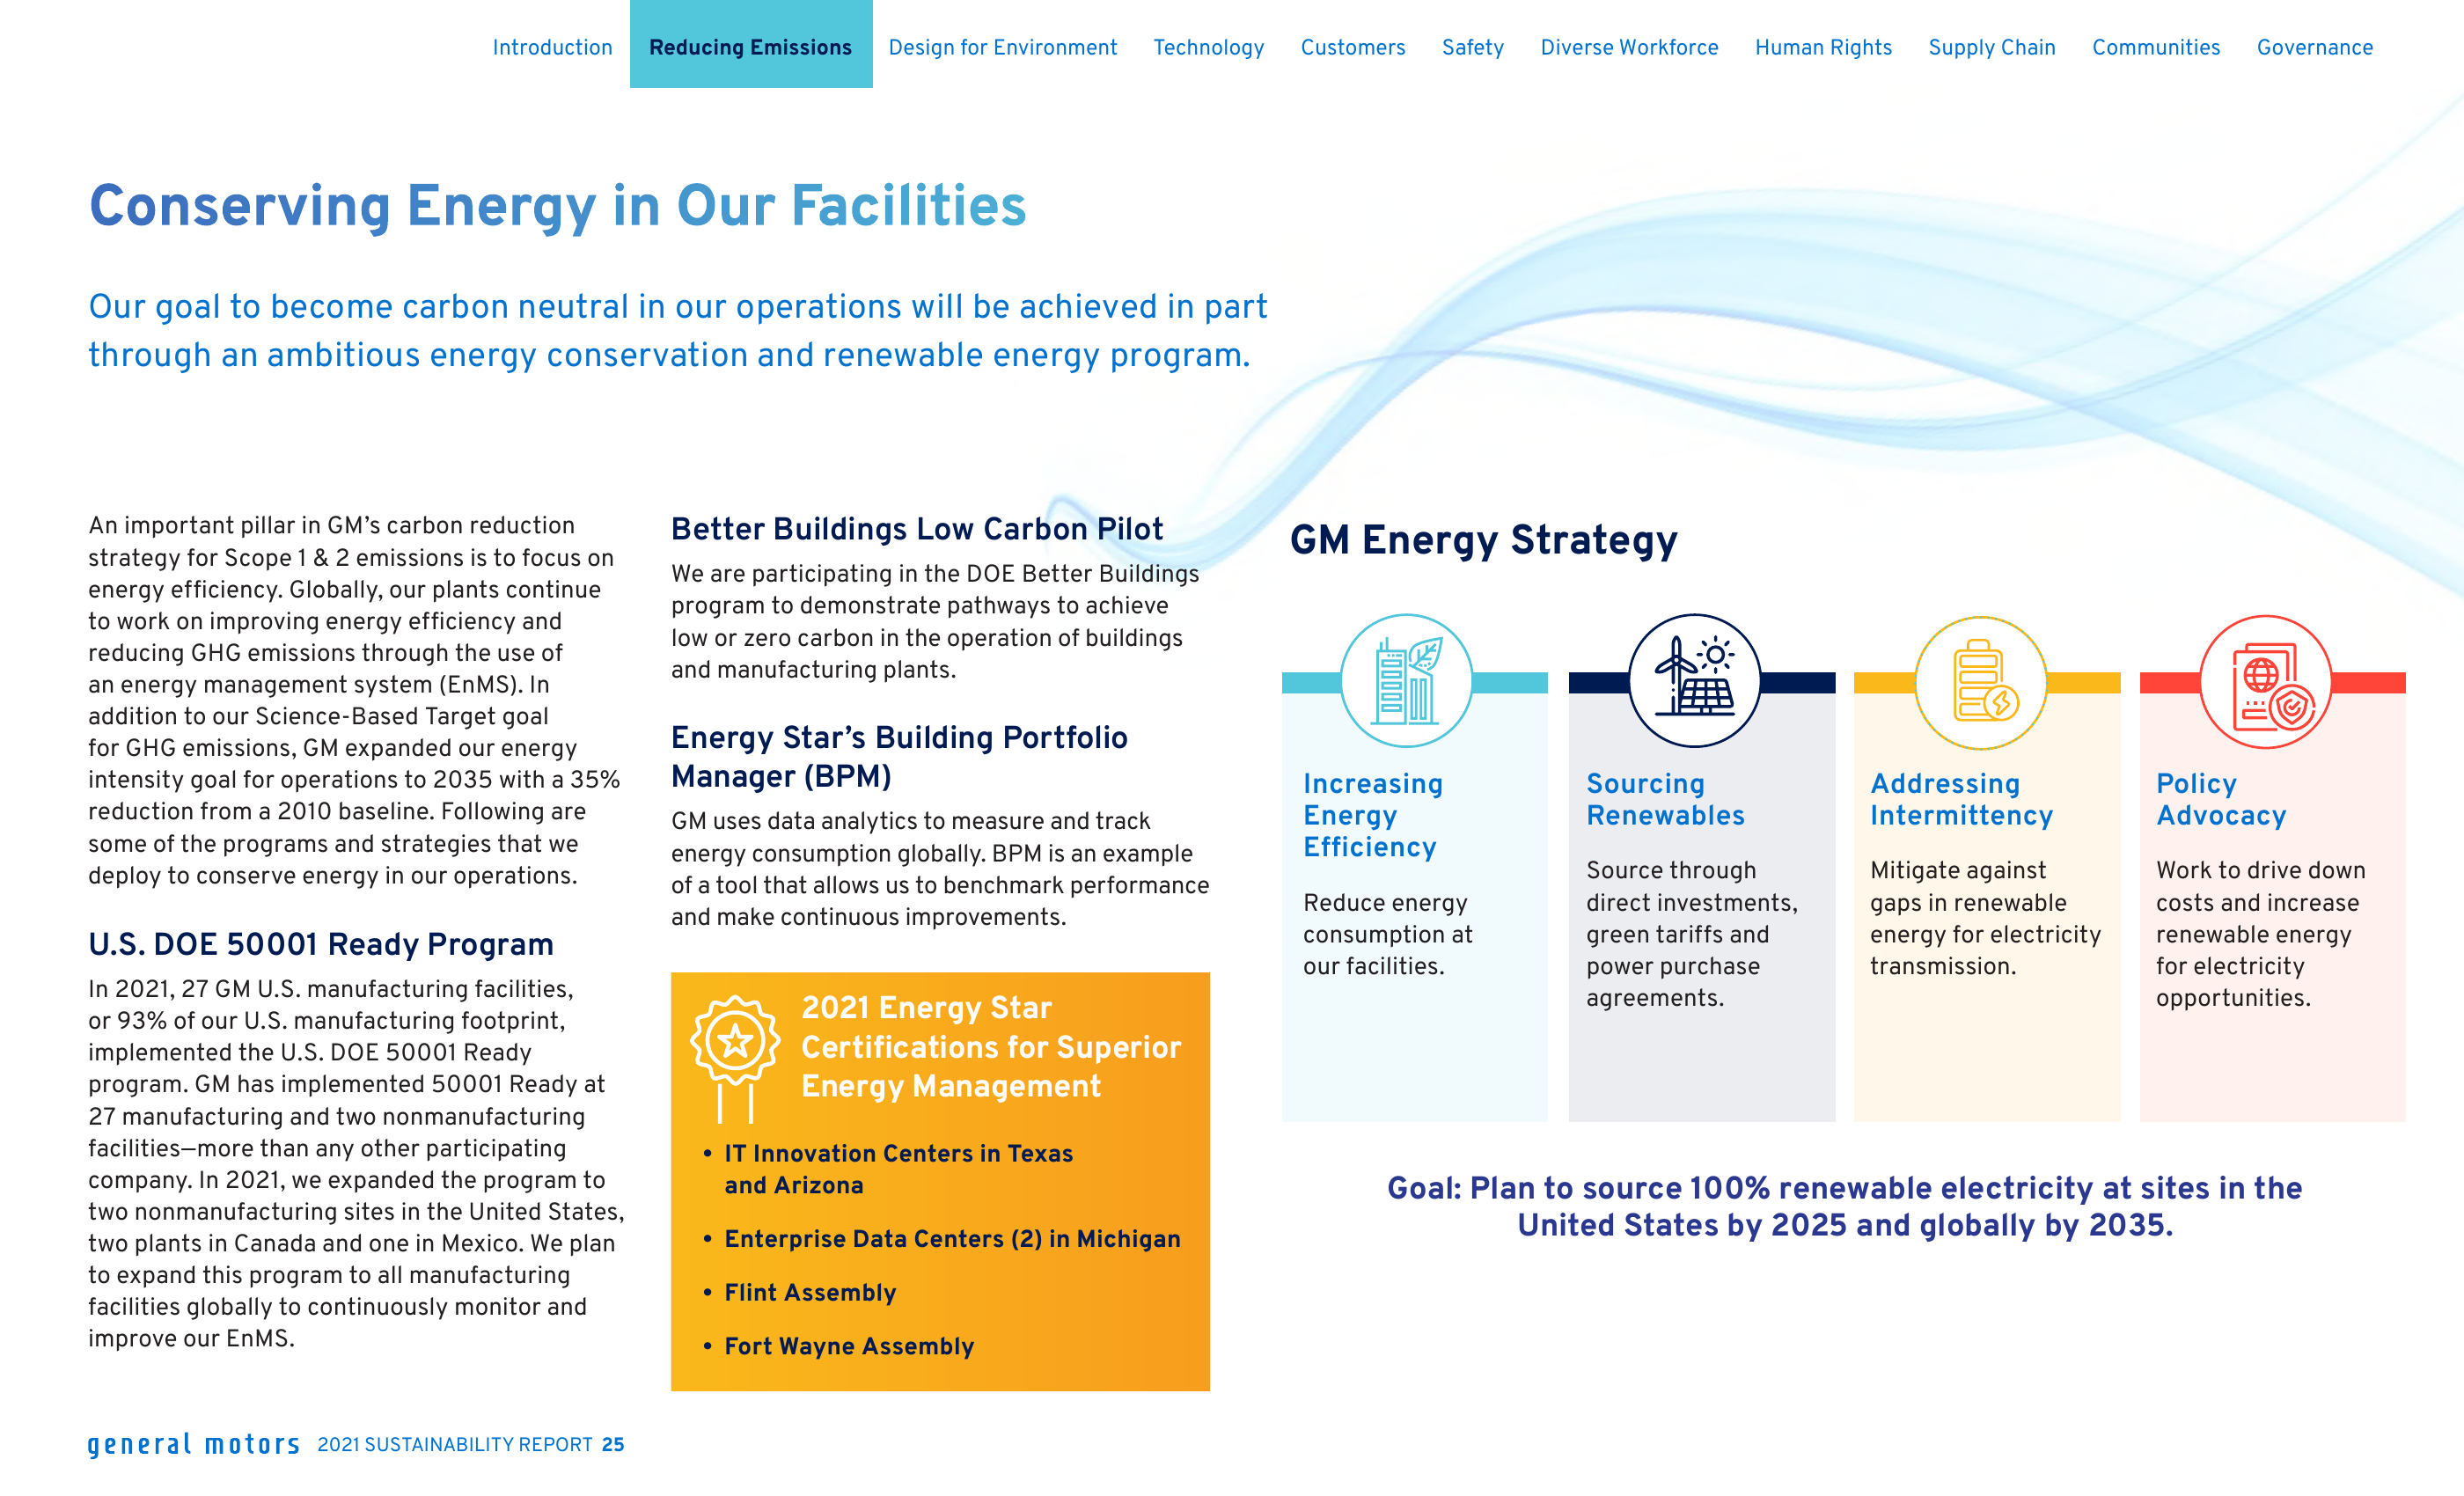 Introduction
Reducing Emissions
Design for Environment
Technology
Customers
Safety
Diverse Workforce
Human Rights
Supply Chain
Communities
Governance
Conserving Energy in Our Facilities
Our goal to become carbon neutral in our operations will be achieved in part
through an ambitious energy conservation and renewable energy program.
An important pillar in GM’s carbon reduction
strategy for Scope 1 & 2 emissions is to focus on
energy efficiency. Globally, our plants continue
to work on improving energy efficiency and
reducing GHG emissions through the use of
an energy management system (EnMS). In
addition to our Science-Based Target goal
for GHG emissions, GM expanded our energy
intensity goal for operations to 2035 with a 35%
reduction from a 2010 baseline. Following are
some of the programs and strategies that we
deploy to conserve energy in our operations.
U.S. DOE 50001 Ready Program
In 2021, 27 GM U.S. manufacturing facilities,
or 93% of our U.S. manufacturing footprint,
implemented the U.S. DOE 50001 Ready
program. GM has implemented 50001 Ready at
27 manufacturing and two nonmanufacturing
facilities—more than any other participating
company. In 2021, we expanded the program to
two nonmanufacturing sites in the United States,
two plants in Canada and one in Mexico. We plan
to expand this program to all manufacturing
facilities globally to continuously monitor and
improve our EnMS.
Better Buildings Low Carbon Pilot
We are participating in the DOE Better Buildings
program to demonstrate pathways to achieve
low or zero carbon in the operation of buildings
and manufacturing plants.
Energy Star’s Building Portfolio
Manager (BPM)
GM uses data analytics to measure and track
energy consumption globally. BPM is an example
of a tool that allows us to benchmark performance
and make continuous improvements.
2021 Energy Star
Certifications for Superior
Energy Management
• IT Innovation Centers in Texas
and Arizona
• Enterprise Data Centers (2) in Michigan
• Flint Assembly
• Fort Wayne Assembly
GM Energy Strategy
Increasing
Energy
Efficiency
Reduce energy
consumption at
our facilities.
Sourcing
Renewables
Source through
direct investments,
green tariffs and
power purchase
agreements.
Addressing
Intermittency
Mitigate against
gaps in renewable
energy for electricity
transmission.
Policy
Advocacy
Work to drive down
costs and increase
renewable energy
for electricity
opportunities.
Goal: Plan to source 100% renewable electricity at sites in the
United States by 2025 and globally by 2035.
general motors 2021 SUSTAINABILITY REPORT 25